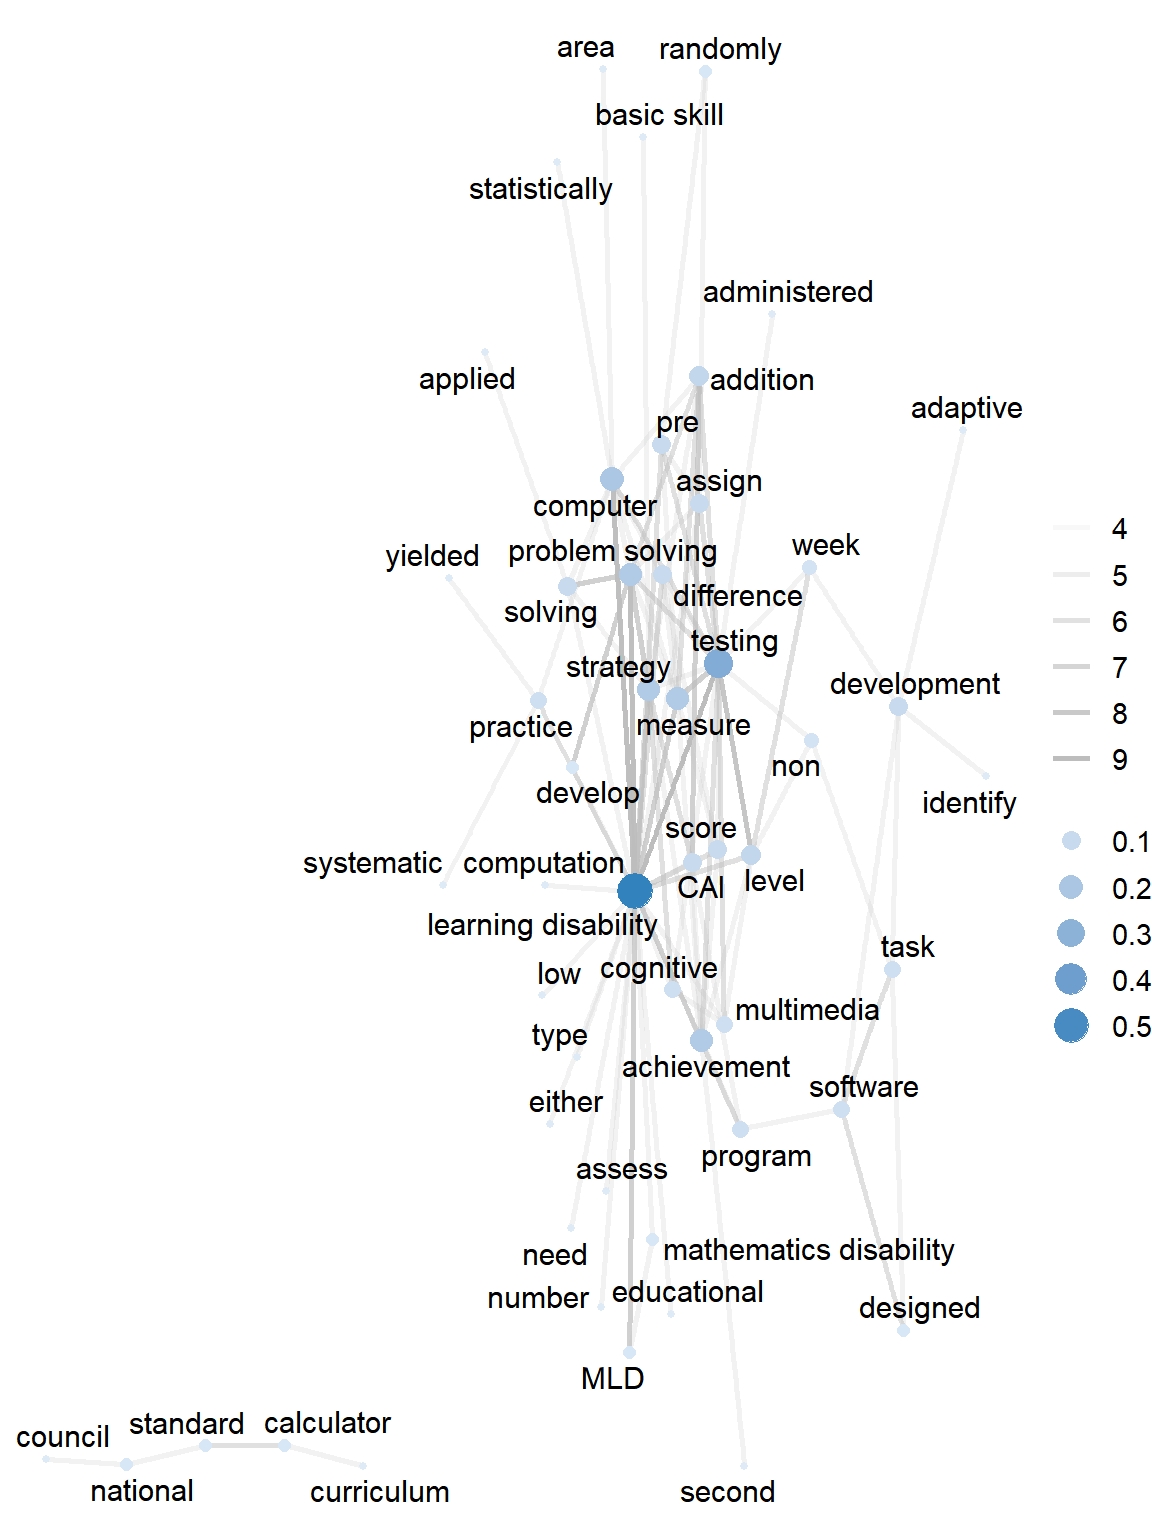 area
randomly
basic skill
statistically
administered
applied
addition
adaptive
pre
assign
computer
problem solving
week
yielded
difference
solving
testing
strategy
development
practice
measure
non
develop
identify
score
systematic
computation
CAI
level
learning disability
low
cognitive
task
multimedia
type
achievement
software
either
program
assess
need
mathematics disability
number
educational
designed
MLD
council
standard
calculator
national
curriculum
second
4
5
6
7
8
9
0.1
0.2
0.3
0.4
0.5